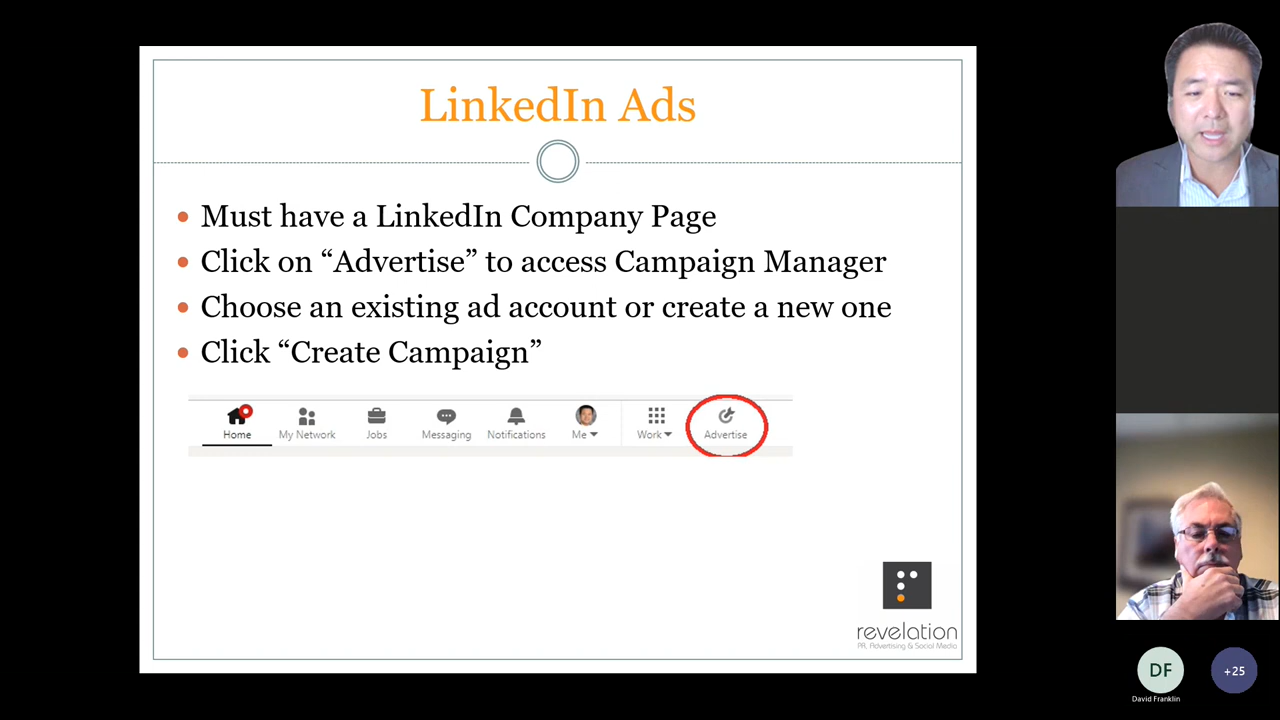 LinkedIn Ads
Must have a LinkedIn Company Page
Click on “Advertise” to access Campaign Manager
Choose an existing ad account or create a new one
Click “Create Campaign”
Home My Network Jobs Messaging Notifications Me Work Advertise
revelation
PR, Advertising & Social Media
DF
+25
David Franklin